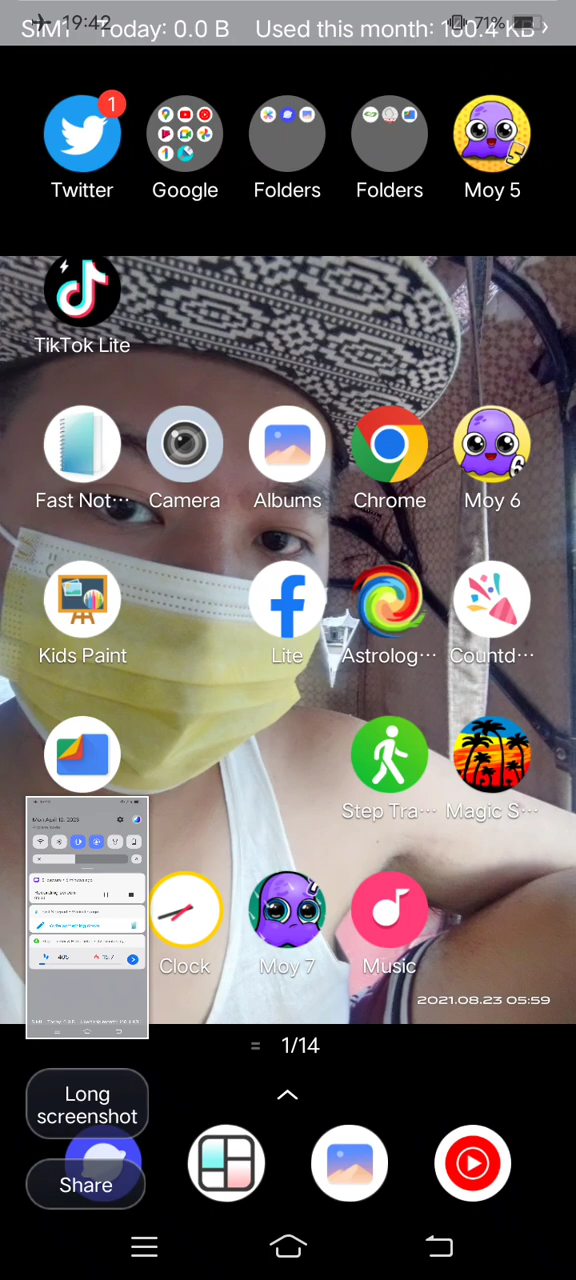 SIM1 Today: 0.0 B Used this month: 100.4 KB ›
19:42 71%
1
Twitter Google Folders Folders Moy 5
TikTok Lite
Fast Not··· Camera Albums Chrome Moy 6
Kids Paint Lite Astrolog··· Countd···
Step Tra··· Magic S···
Clock Moy 7 Music
2021.08.23 05:59
1/14
Long
screenshot
Share